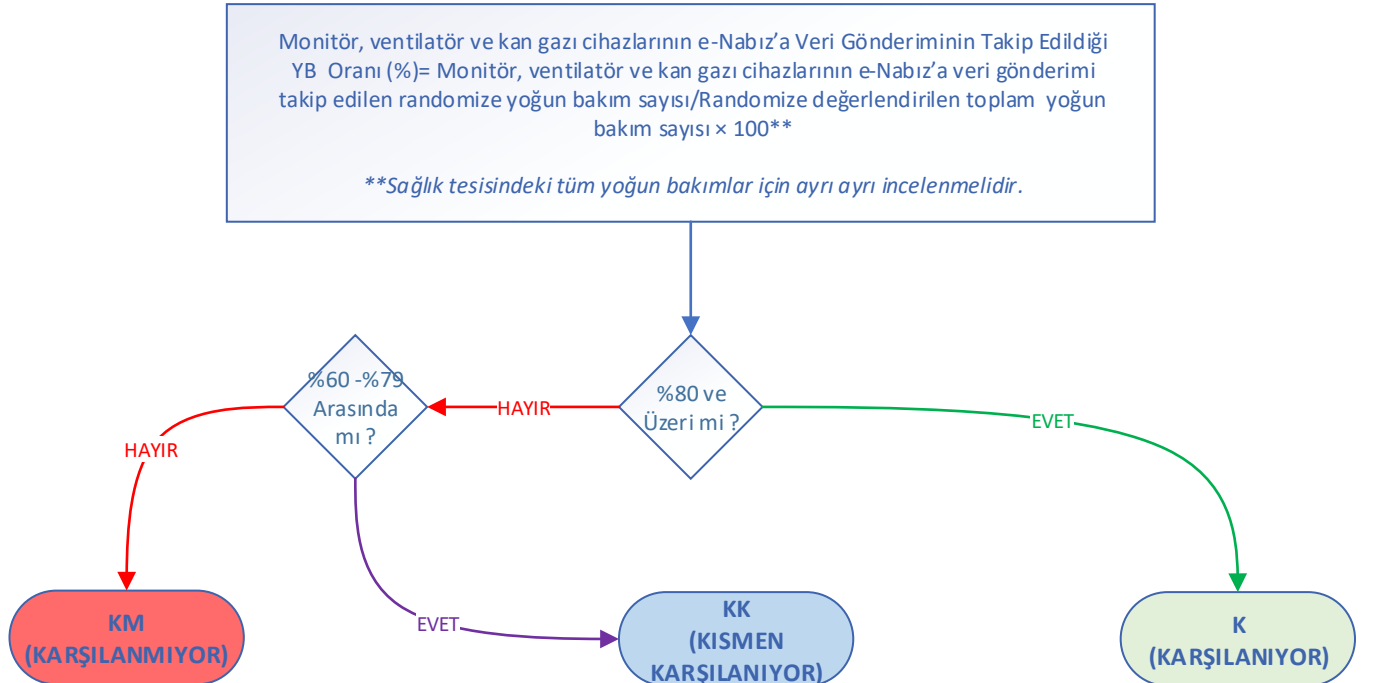 Monitör, ventilatör ve kan gazı cihazlarının e-Nabız’a Veri Gönderiminin Takip Edildiği
YB Oranı (%)= Monitör, ventilatör ve kan gazı cihazlarının e-Nabız’a veri gönderimi
takip edilen randomize yoğun bakım sayısı/Randomize değerlendirilen toplam yoğun
bakım sayısı × 100**
**Sağlık tesisindeki tüm yoğun bakımlar için ayrı ayrı incelenmelidir.
%60 -%79
Arasında
mı ?
HAYIR
%80 ve
Üzeri mi ?
EVET
HAYIR
EVET
KM
(KARŞILANMIYOR)
KK
(KISMEN
KARŞILANIYOR)
K
(KARŞILANIYOR)